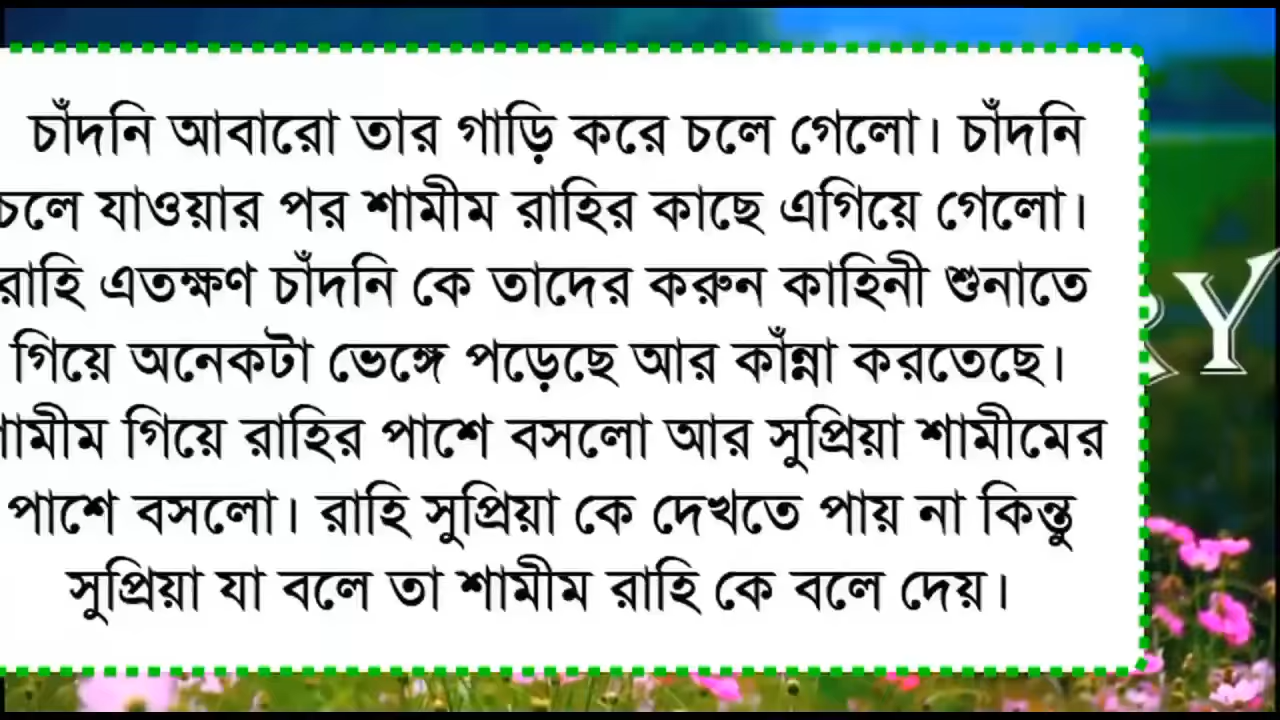 চাঁদনি আবারো তার গাড়ি করে চলে গেলো। চাঁদনি
চলে যাওয়ার পর শামীম রাহির কাছে এগিয়ে গেলো।
রাহি এতক্ষণ চাঁদনি কে তাদের করুন কাহিনী শুনাতে
গিয়ে অনেকটা ভেঙ্গে পড়েছে আর কাঁন্না করতেছে।
শামীম গিয়ে রাহির পাশে বসলো আর সুপ্রিয়া শামীমের
পাশে বসলো। রাহি সুপ্রিয়া কে দেখতে পায় না কিন্তু
সুপ্রিয়া যা বলে তা শামীম রাহি কে বলে দেয়।
RY